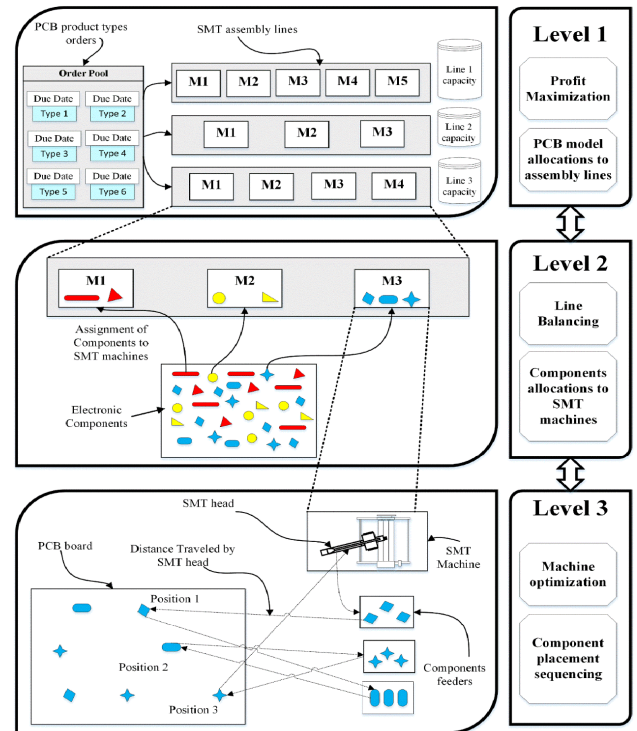 PCB product types
orders
SMT assembly lines
Order Pool
Due Date
Type 1
Due Date
Type 2
Due Date
Type 3
Due Date
Type 4
Due Date
Type 5
Due Date
Type 6
M1
M2
M3
M4
M5
Line 1
capacity
M1
M2
M3
Line 2
capacity
M1
M2
M3
M4
Line 3
capacity
Level 1
Profit
Maximization
PCB model
allocations to
assembly lines
M1
M2
M3
Assignment of
Components to
SMT machines
Electronic
Components
Level 2
Line
Balancing
Components
allocations to
SMT
machines
SMT head
Distance Traveled by
SMT head
PCB board
SMT
Machine
Position 1
Position 2
Position 3
Components
feeders
Level 3
Machine
optimization
Component
placement
sequencing